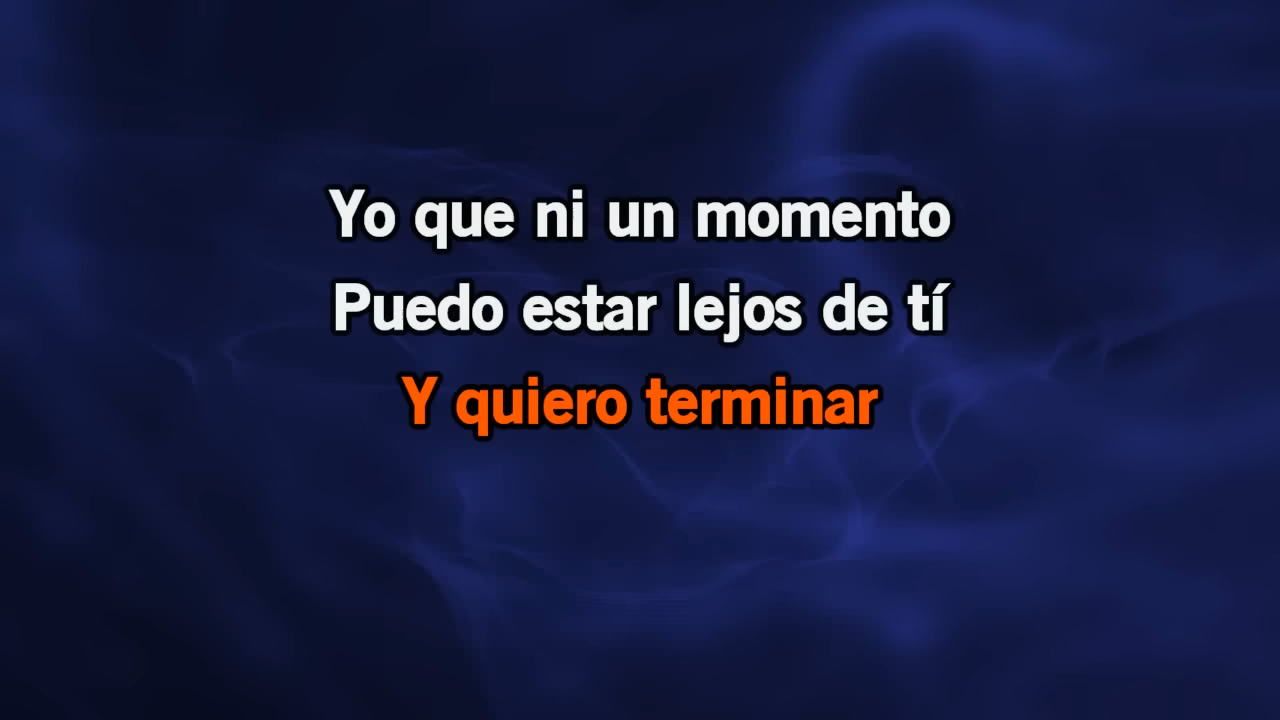 Yo que ni un momento
Puedo estar lejos de tí
Y quiero terminar